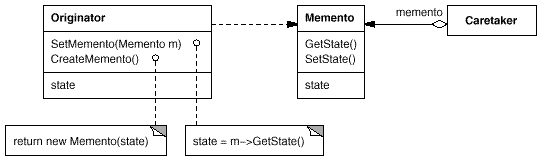 Originator
SetMemento(Memento m)
CreateMemento()
state
Memento
GetState()
SetState()
state
memento
Caretaker
return new Memento(state)
state = m->GetState()